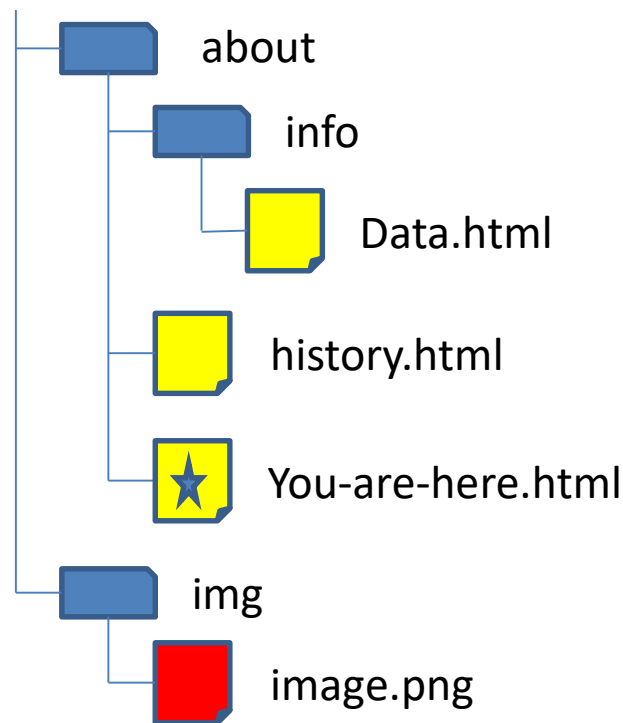 about
info
Data.html
history.html
You-are-here.html
img
image.png